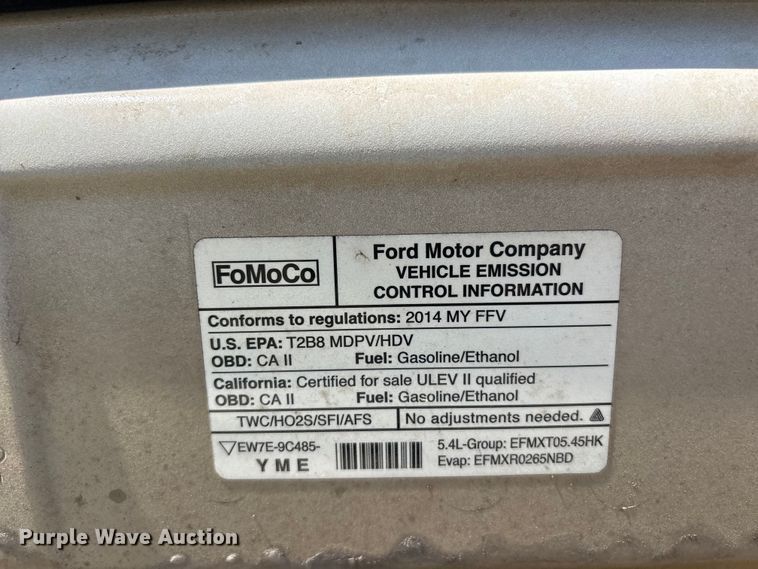 FoMoCo
Ford Motor Company
VEHICLE EMISSION
CONTROL INFORMATION
Conforms to regulations: 2014 MY FFV
U.S. EPA: T2B8 MDPV/HDV
OBD: CA II Fuel: Gasoline/Ethanol
California: Certified for sale ULEV II qualified
OBD: CA II Fuel: Gasoline/Ethanol
TWC/HO2S/SFI/AFS No adjustments needed.
EW7E-9C485- 5.4L-Group: EFMXT05.45HK
YME Evap: EFMXR0265NBD
Purple Wave Auction